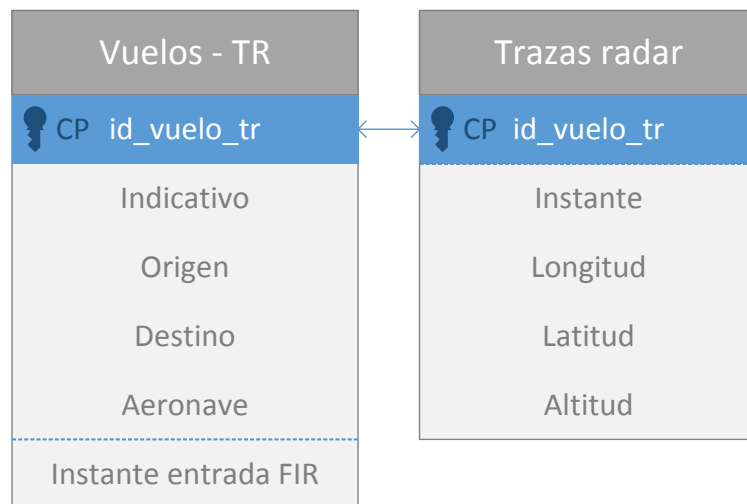 Vuelos - TR
CP id_vuelo_tr
Indicativo
Origen
Destino
Aeronave
Instante entrada FIR
Trazas radar
CP id_vuelo_tr
Instante
Longitud
Latitud
Altitud